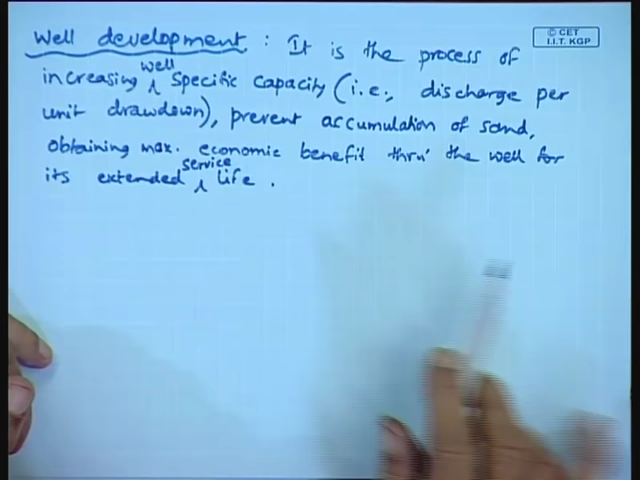 Well development : It is the process of
© CET
I.I.T. KGP
increasing well specific capacity (i.e., discharge per
unit drawdown), prevent accumulation of sand,
obtaining max. economic benefit thru' the well for
its extended service life .